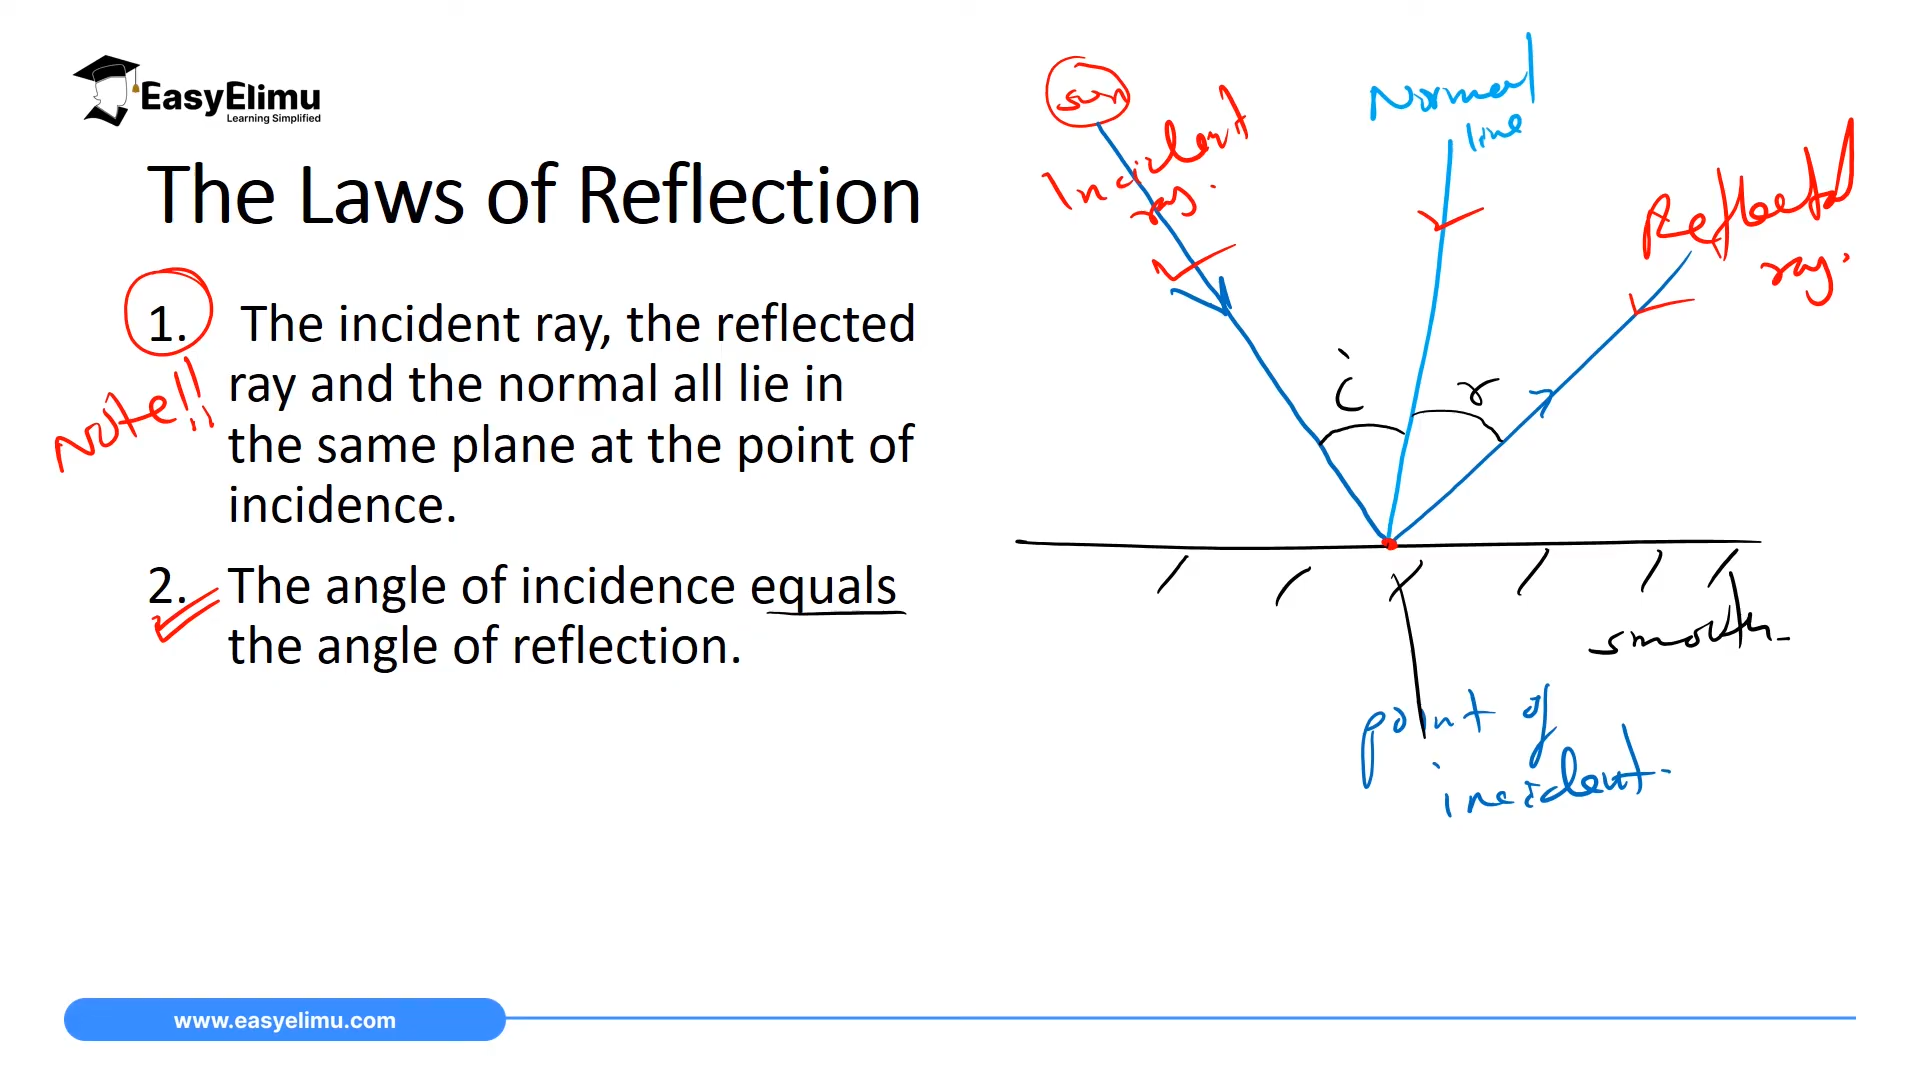 EasyElimu
Learning Simplified
The Laws of Reflection
1. The incident ray, the reflected
ray and the normal all lie in
the same plane at the point of
incidence.
Note!!
2. The angle of incidence equals
the angle of reflection.
sun
Incident
ray.
Normal
line
Reflected
ray.
i
r
smooth
point of
incident.
www.easyelimu.com